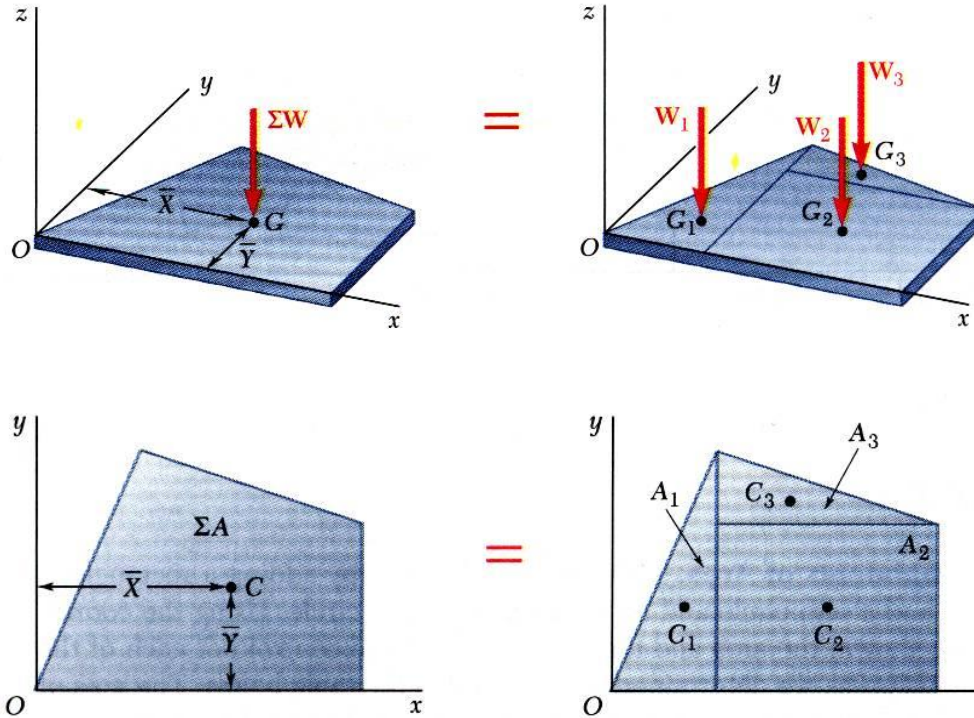 z
y
ΣW
X̄
G
Ȳ
O
x
=
z
y
W₁
W₂
W₃
G₁
G₂
G₃
O
x
y
ΣA
X̄
C
Ȳ
O
x
=
y
A₁
A₃
C₃
A₂
C₁
C₂
O